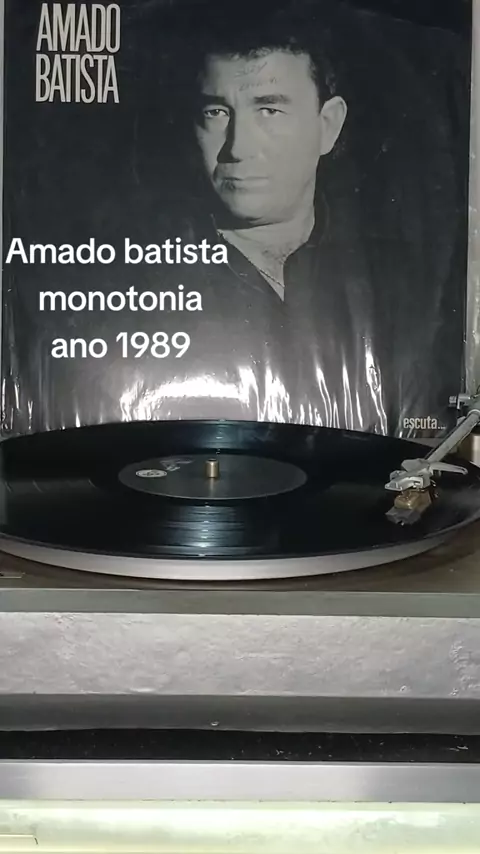 AMADO
BATISTA
Amado batista
monotonia
ano 1989
escuta...